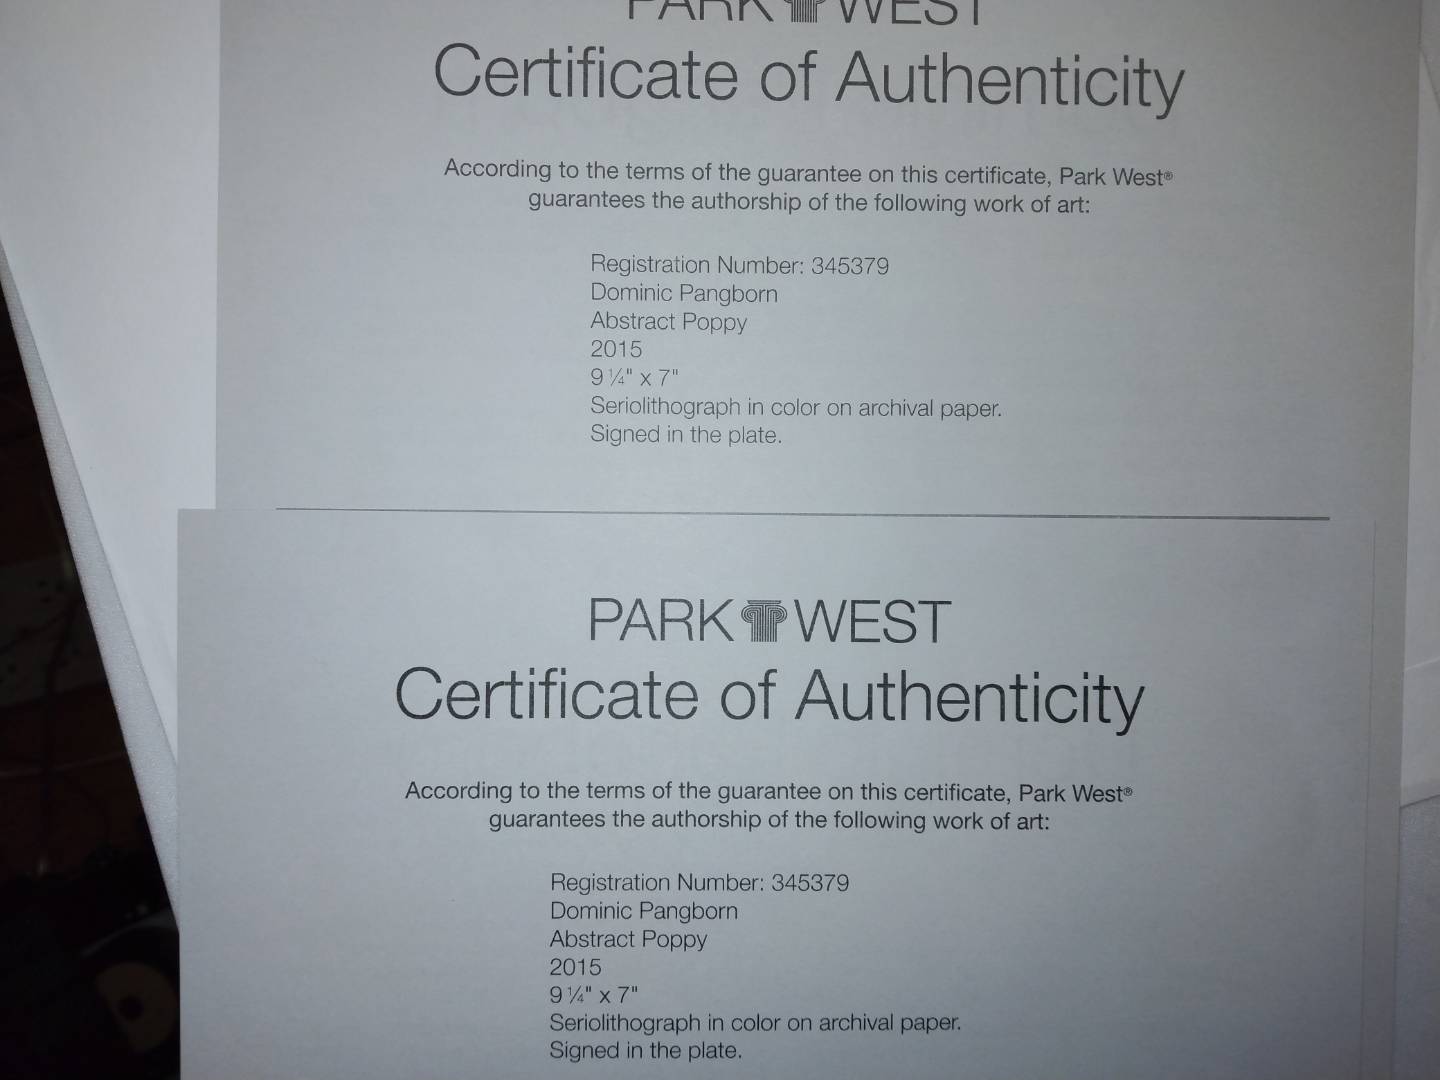 PARK WEST
Certificate of Authenticity
According to the terms of the guarantee on this certificate, Park West®
guarantees the authorship of the following work of art:
Registration Number: 345379
Dominic Pangborn
Abstract Poppy
2015
9 ¼" x 7"
Seriolithograph in color on archival paper.
Signed in the plate.
PARK WEST
Certificate of Authenticity
According to the terms of the guarantee on this certificate, Park West®
guarantees the authorship of the following work of art:
Registration Number: 345379
Dominic Pangborn
Abstract Poppy
2015
9 ¼" x 7"
Seriolithograph in color on archival paper.
Signed in the plate.